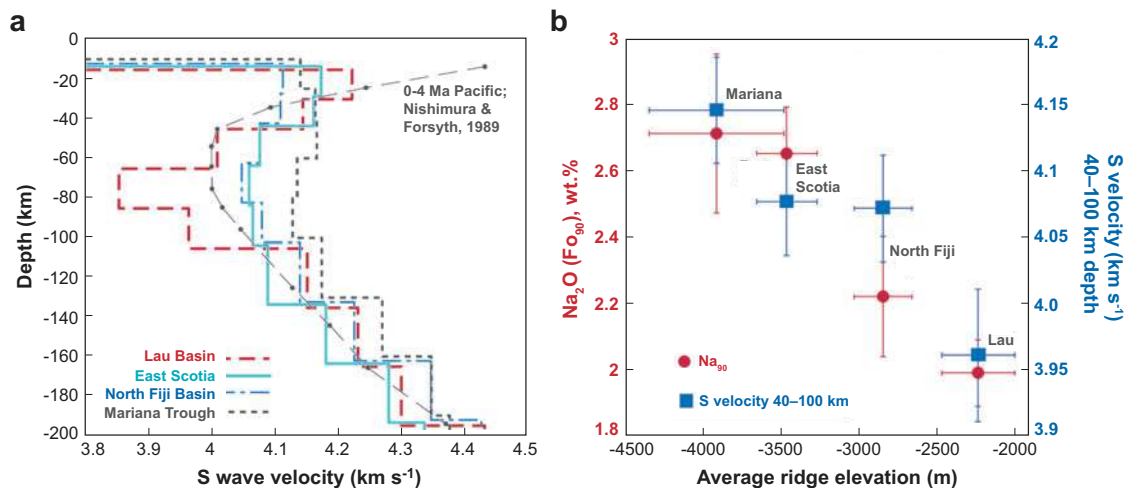 a
0
-20
-40
-60
-80
-100
-120
-140
-160
-180
-200
Depth (km)
3.8
3.9
4
4.1
4.2
4.3
4.4
4.5
S wave velocity (km s-1)
0-4 Ma Pacific;
Nishimura &
Forsyth, 1989
Lau Basin
East Scotia
North Fiji Basin
Mariana Trough
b
3
2.8
2.6
2.4
2.2
2
1.8
Na2O (Fo90), wt.%
4.2
4.15
4.1
4.05
4.0
3.95
3.9
S velocity (km s-1)
40–100 km depth
-4500
-4000
-3500
-3000
-2500
-2000
Average ridge elevation (m)
Mariana
East
Scotia
North Fiji
Lau
Na90
S velocity 40–100 km